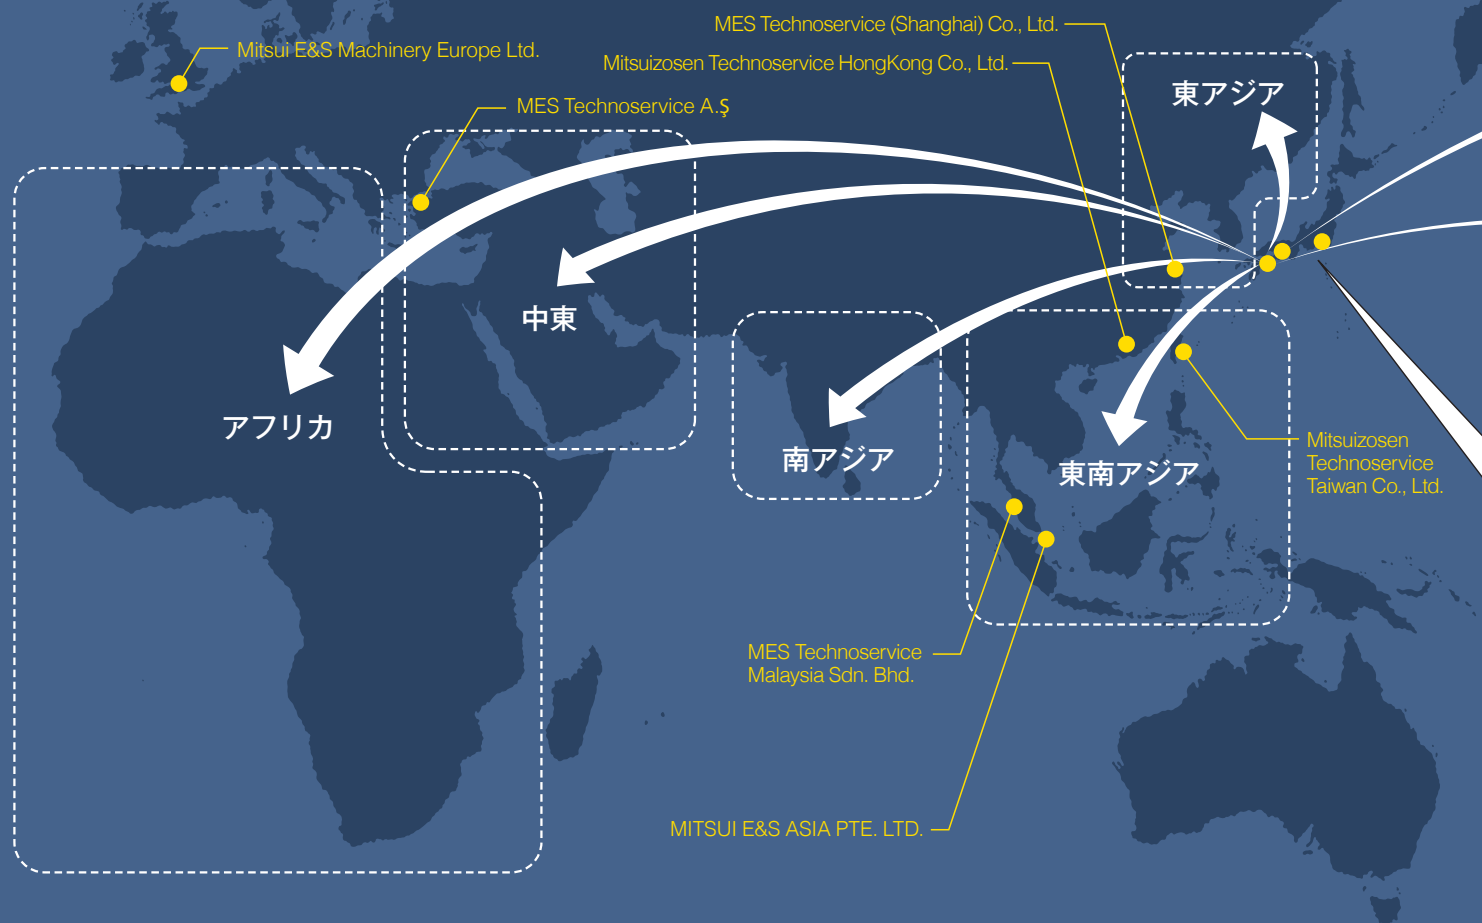 MES Technoservice (Shanghai) Co., Ltd.
Mitsui E&S Machinery Europe Ltd.
Mitsuizosen Technoservice HongKong Co., Ltd.
東アジア
MES Technoservice A.Ş
中東
アフリカ
南アジア
東南アジア
Mitsuizosen
Technoservice
Taiwan Co., Ltd.
MES Technoservice
Malaysia Sdn. Bhd.
MITSUI E&S ASIA PTE. LTD.